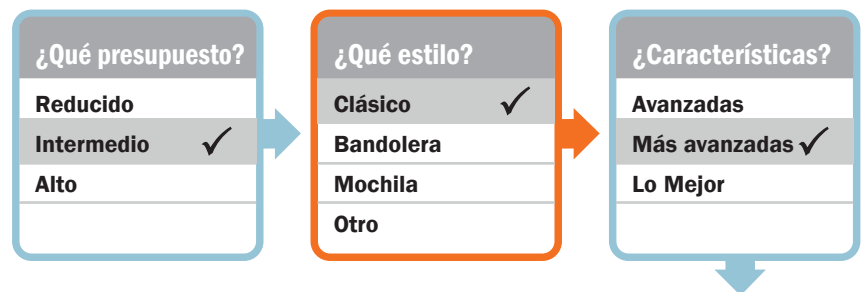 ¿Qué presupuesto?
Reducido
Intermedio ✓
Alto
¿Qué estilo?
Clásico ✓
Bandolera
Mochila
Otro
¿Características?
Avanzadas
Más avanzadas ✓
Lo Mejor